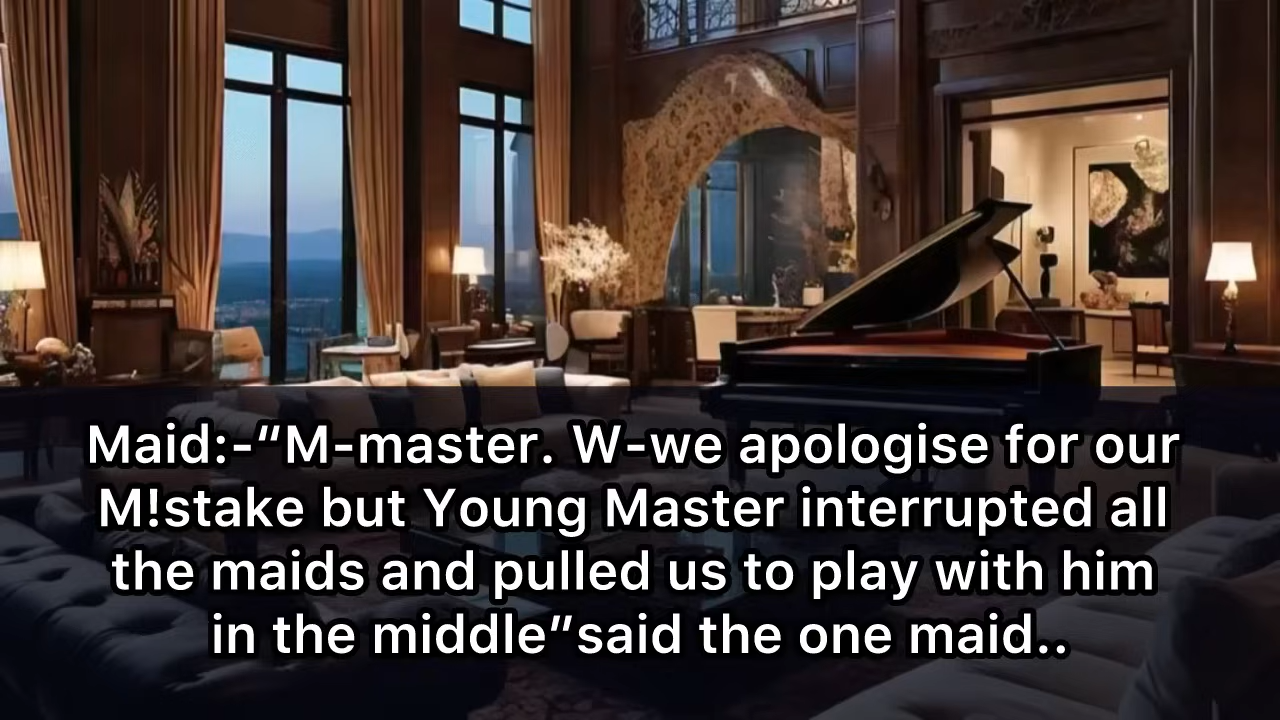 Maid:-"M-master. W-we apologise for our
M!stake but Young Master interrupted all
the maids and pulled us to play with him
in the middle"said the one maid..